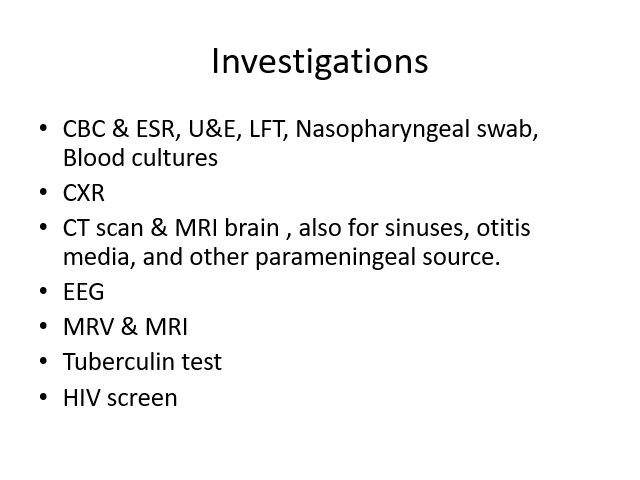 Investigations
• CBC & ESR, U&E, LFT, Nasopharyngeal swab,
Blood cultures
• CXR
• CT scan & MRI brain , also for sinuses, otitis
media, and other parameningeal source.
• EEG
• MRV & MRI
• Tuberculin test
• HIV screen